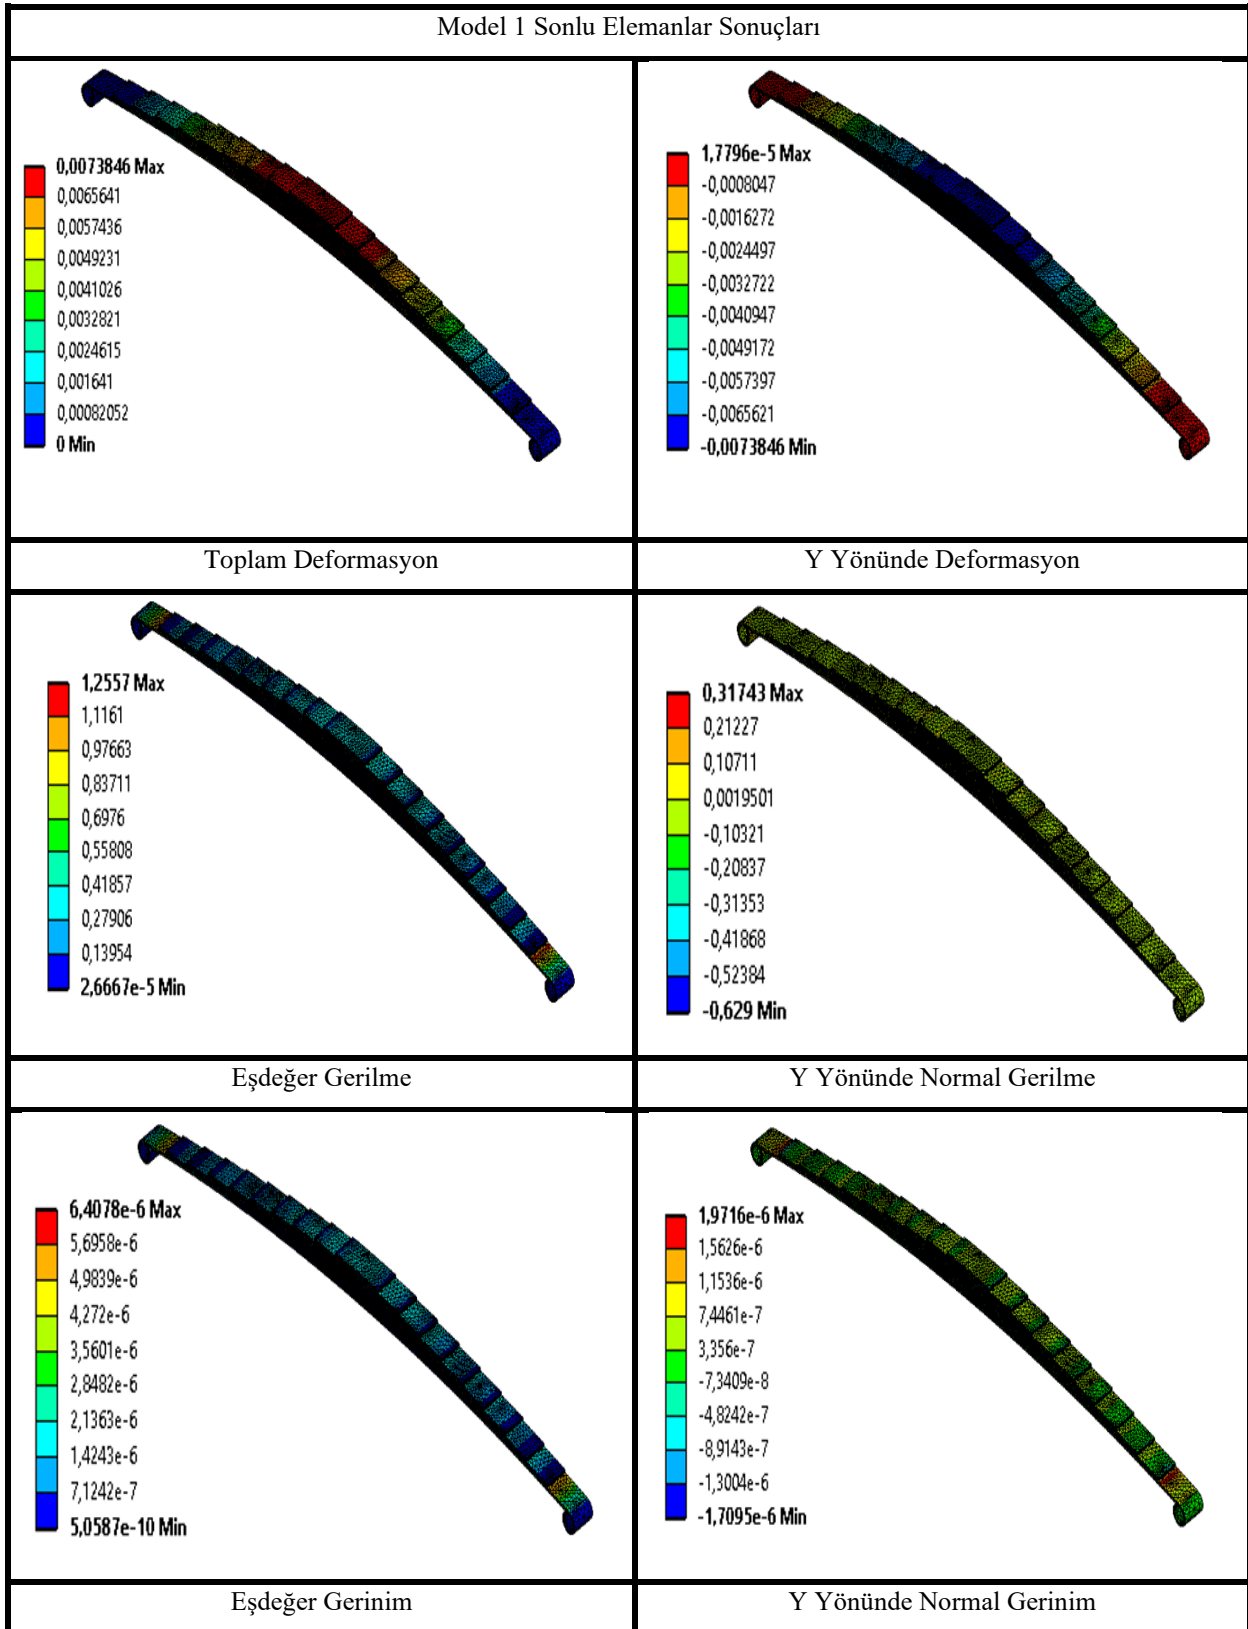 Model 1 Sonlu Elemanlar Sonuçları
0,0073846 Max
0,0065641
0,0057436
0,0049231
0,0041026
0,0032821
0,0024615
0,001641
0,00082052
0 Min
1,7796e-5 Max
-0,0008047
-0,0016272
-0,0024497
-0,0032722
-0,0040947
-0,0049172
-0,0057397
-0,0065621
-0,0073846 Min
Toplam Deformasyon
Y Yönünde Deformasyon
1,2557 Max
1,1161
0,97663
0,83711
0,6976
0,55808
0,41857
0,27906
0,13954
2,6667e-5 Min
0,31743 Max
0,21227
0,10711
0,0019501
-0,10321
-0,20837
-0,31353
-0,41868
-0,52384
-0,629 Min
Eşdeğer Gerilme
Y Yönünde Normal Gerilme
6,4078e-6 Max
5,6958e-6
4,9839e-6
4,272e-6
3,5601e-6
2,8482e-6
2,1363e-6
1,4243e-6
7,1242e-7
5,0587e-10 Min
1,9716e-6 Max
1,5626e-6
1,1536e-6
7,4461e-7
3,356e-7
-7,3409e-8
-4,8242e-7
-8,9143e-7
-1,3004e-6
-1,7095e-6 Min
Eşdeğer Gerinim
Y Yönünde Normal Gerinim